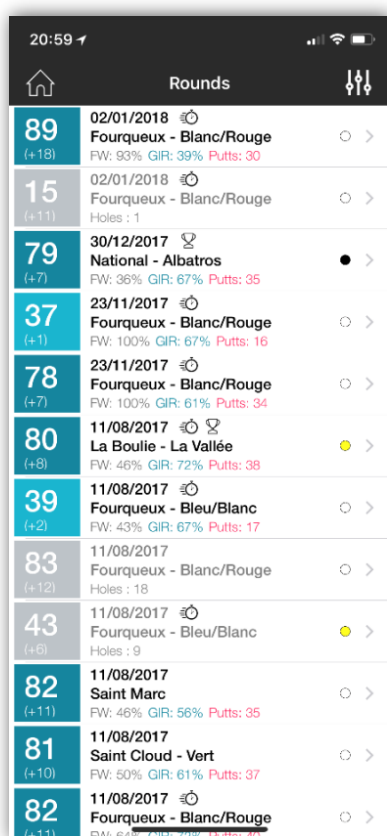 20:59
Rounds
89
(+18)
02/01/2018
Fourqueux - Blanc/Rouge
FW: 93% GIR: 39% Putts: 30
15
(+11)
02/01/2018
Fourqueux - Blanc/Rouge
Holes : 1
79
(+7)
30/12/2017
National - Albatros
FW: 36% GIR: 67% Putts: 35
37
(+1)
23/11/2017
Fourqueux - Blanc/Rouge
FW: 100% GIR: 67% Putts: 16
78
(+7)
23/11/2017
Fourqueux - Blanc/Rouge
FW: 100% GIR: 61% Putts: 34
80
(+8)
11/08/2017
La Boulie - La Vallée
FW: 46% GIR: 72% Putts: 38
39
(+2)
11/08/2017
Fourqueux - Bleu/Blanc
FW: 43% GIR: 67% Putts: 17
83
(+12)
11/08/2017
Fourqueux - Blanc/Rouge
Holes : 18
43
(+6)
11/08/2017
Fourqueux - Bleu/Blanc
Holes : 9
82
(+11)
11/08/2017
Saint Marc
FW: 46% GIR: 56% Putts: 35
81
(+10)
11/08/2017
Saint Cloud - Vert
FW: 50% GIR: 61% Putts: 37
82
(+11)
11/08/2017
Fourqueux - Blanc/Rouge